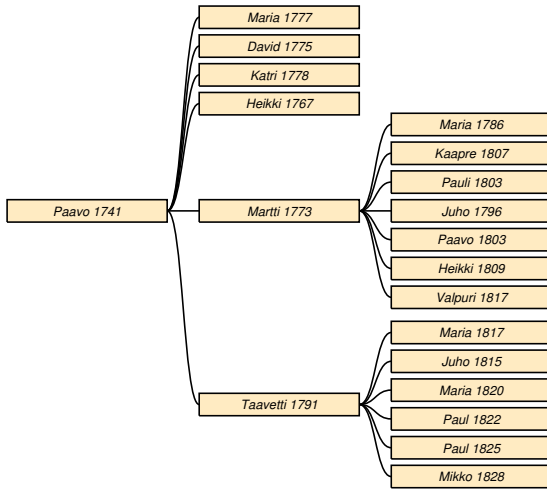 Maria 1777
David 1775
Katri 1778
Heikki 1767
Maria 1786
Kaapre 1807
Pauli 1803
Paavo 1741
Martti 1773
Juho 1796
Paavo 1803
Heikki 1809
Valpuri 1817
Maria 1817
Juho 1815
Maria 1820
Taavetti 1791
Paul 1822
Paul 1825
Mikko 1828